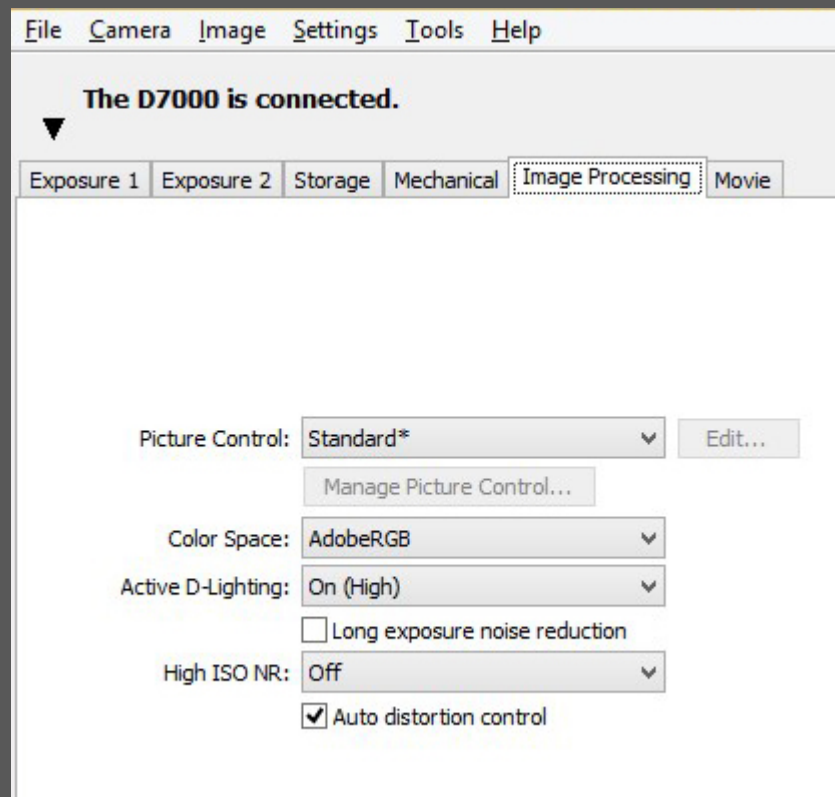 File Camera Image Settings Tools Help
The D7000 is connected.
Exposure 1 Exposure 2 Storage Mechanical Image Processing Movie
Picture Control: Standard* Edit...
Manage Picture Control...
Color Space: AdobeRGB
Active D-Lighting: On (High)
Long exposure noise reduction
High ISO NR: Off
Auto distortion control